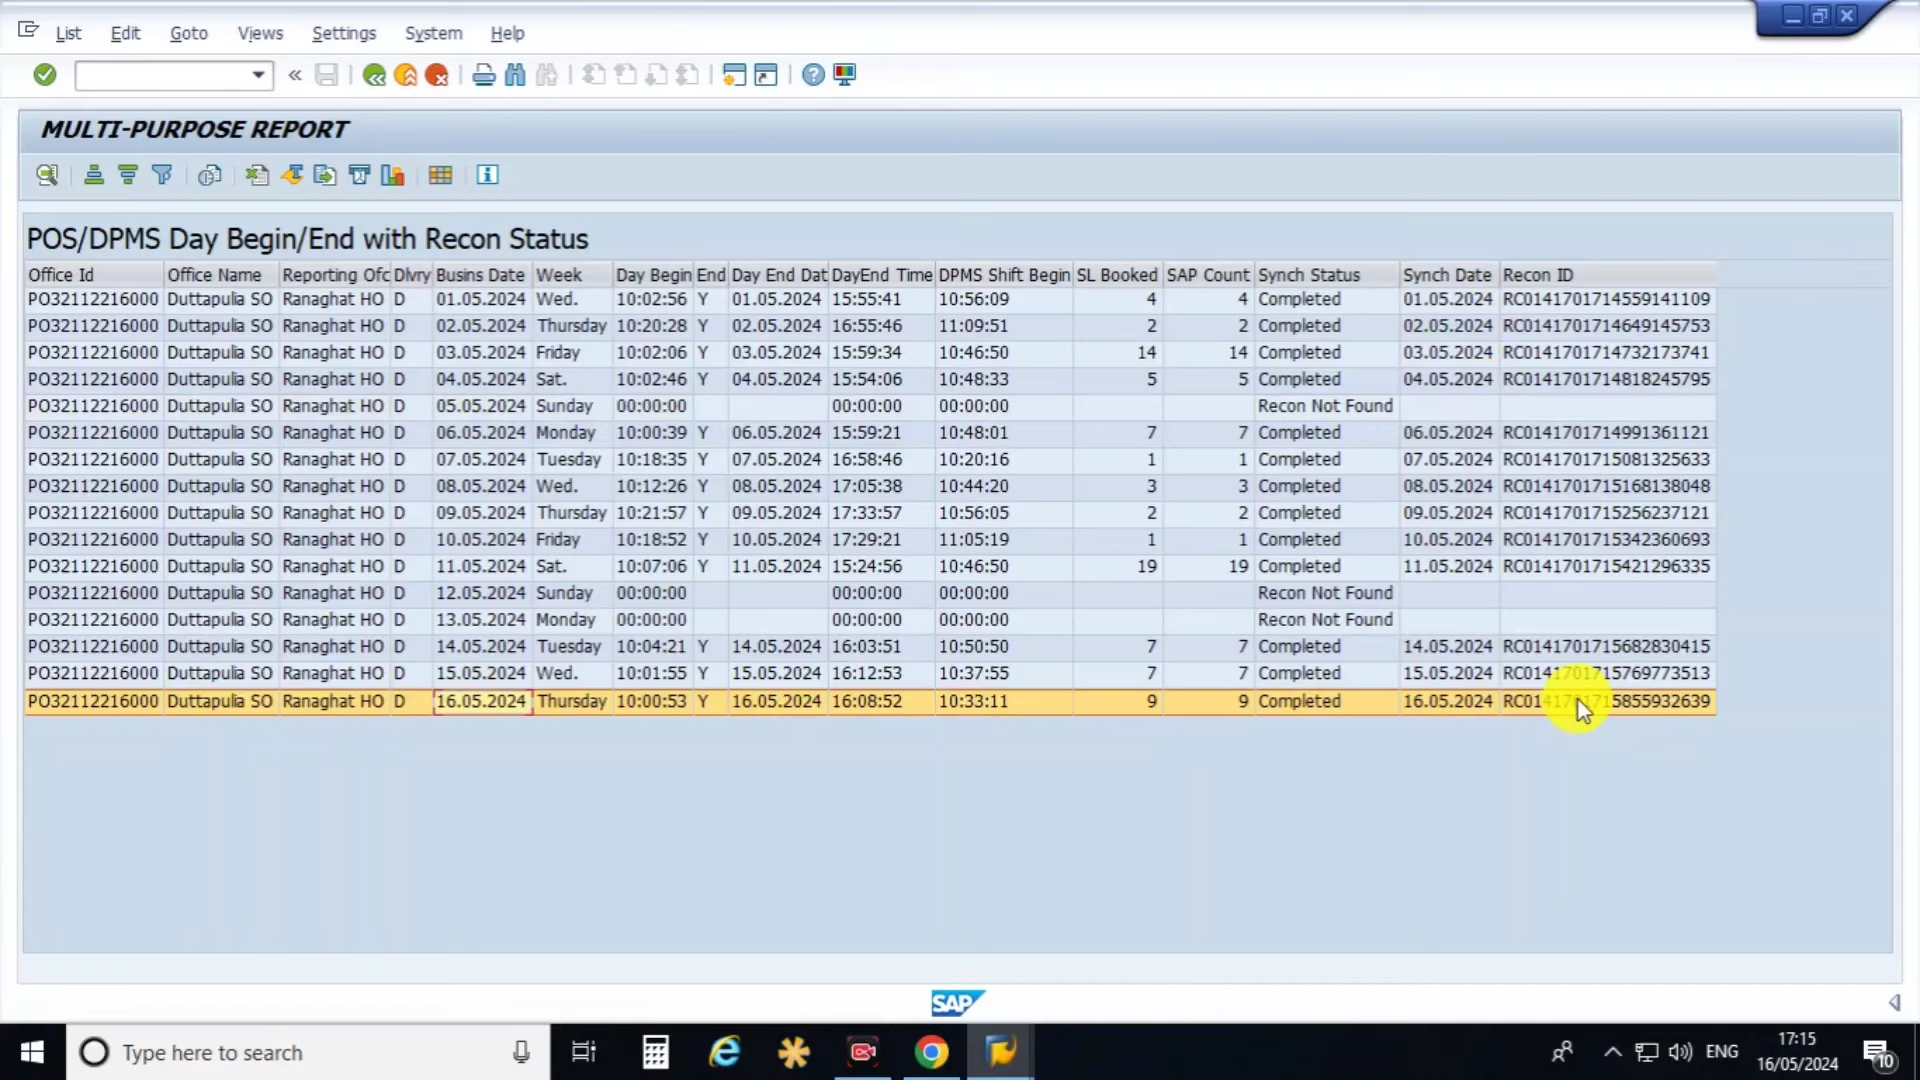 List Edit Goto Views Settings System Help
MULTI-PURPOSE REPORT
POS/DPMS Day Begin/End with Recon Status
Office Id Office Name Reporting Ofc Dlvry Busins Date Week Day Begin End Day End Dat DayEnd Time DPMS Shift Begin SL Booked SAP Count Synch Status Synch Date Recon ID
PO32112216000 Duttapulia SO Ranaghat HO D 01.05.2024 Wed. 10:02:56 Y 01.05.2024 15:55:41 10:56:09 4 4 Completed 01.05.2024 RC0141701714559141109
PO32112216000 Duttapulia SO Ranaghat HO D 02.05.2024 Thursday 10:20:28 Y 02.05.2024 16:55:46 11:09:51 2 2 Completed 02.05.2024 RC0141701714649145753
PO32112216000 Duttapulia SO Ranaghat HO D 03.05.2024 Friday 10:02:06 Y 03.05.2024 15:59:34 10:46:50 14 14 Completed 03.05.2024 RC0141701714732173741
PO32112216000 Duttapulia SO Ranaghat HO D 04.05.2024 Sat. 10:02:46 Y 04.05.2024 15:54:06 10:48:33 5 5 Completed 04.05.2024 RC0141701714818245795
PO32112216000 Duttapulia SO Ranaghat HO D 05.05.2024 Sunday 00:00:00 00:00:00 00:00:00 Recon Not Found
PO32112216000 Duttapulia SO Ranaghat HO D 06.05.2024 Monday 10:00:39 Y 06.05.2024 15:59:21 10:48:01 7 7 Completed 06.05.2024 RC0141701714991361121
PO32112216000 Duttapulia SO Ranaghat HO D 07.05.2024 Tuesday 10:18:35 Y 07.05.2024 16:58:46 10:20:16 1 1 Completed 07.05.2024 RC0141701715081325633
PO32112216000 Duttapulia SO Ranaghat HO D 08.05.2024 Wed. 10:12:26 Y 08.05.2024 17:05:38 10:44:20 3 3 Completed 08.05.2024 RC0141701715168138048
PO32112216000 Duttapulia SO Ranaghat HO D 09.05.2024 Thursday 10:21:57 Y 09.05.2024 17:33:57 10:56:05 2 2 Completed 09.05.2024 RC0141701715256237121
PO32112216000 Duttapulia SO Ranaghat HO D 10.05.2024 Friday 10:18:52 Y 10.05.2024 17:29:21 11:05:19 1 1 Completed 10.05.2024 RC0141701715342360693
PO32112216000 Duttapulia SO Ranaghat HO D 11.05.2024 Sat. 10:07:06 Y 11.05.2024 15:24:56 10:46:50 19 19 Completed 11.05.2024 RC0141701715421296335
PO32112216000 Duttapulia SO Ranaghat HO D 12.05.2024 Sunday 00:00:00 00:00:00 00:00:00 Recon Not Found
PO32112216000 Duttapulia SO Ranaghat HO D 13.05.2024 Monday 00:00:00 00:00:00 00:00:00 Recon Not Found
PO32112216000 Duttapulia SO Ranaghat HO D 14.05.2024 Tuesday 10:04:21 Y 14.05.2024 16:03:51 10:50:50 7 7 Completed 14.05.2024 RC0141701715682830415
PO32112216000 Duttapulia SO Ranaghat HO D 15.05.2024 Wed. 10:01:55 Y 15.05.2024 16:12:53 10:37:55 7 7 Completed 15.05.2024 RC0141701715769773513
PO32112216000 Duttapulia SO Ranaghat HO D 16.05.2024 Thursday 10:00:53 Y 16.05.2024 16:08:52 10:33:11 9 9 Completed 16.05.2024 RC0141701715855932639
SAP
Type here to search
ENG
17:15
16/05/2024
10